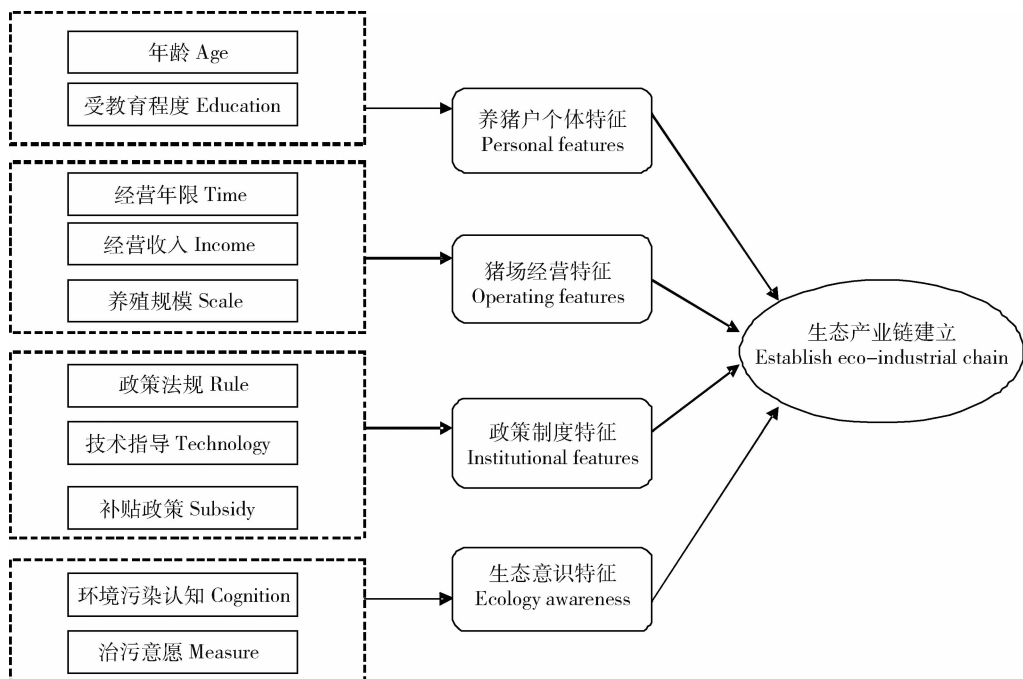 年龄 Age
受教育程度 Education
养猪户个体特征
Personal features
经营年限 Time
经营收入 Income
养殖规模 Scale
猪场经营特征
Operating features
生态产业链建立
Establish eco-industrial chain
政策法规 Rule
技术指导 Technology
补贴政策 Subsidy
政策制度特征
Institutional features
环境污染认知 Cognition
治污意愿 Measure
生态意识特征
Ecology awareness